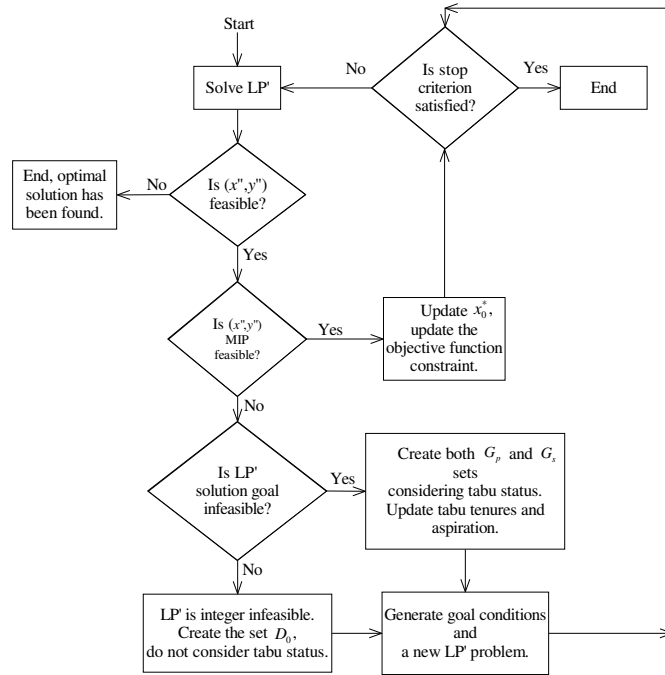 Start
Solve LP'
Is stop
criterion
satisfied?
No
Yes
End
End, optimal
solution has
been found.
No
Is (x",y")
feasible?
Yes
Is (x",y")
MIP
feasible?
Yes
Update x₀*,
update the
objective function
constraint.
No
Is LP'
solution goal
infeasible?
Yes
Create both Gₚ and Gₛ
sets
considering tabu status.
Update tabu tenures and
aspiration.
No
LP' is integer infeasible.
Create the set D₀,
do not consider tabu status.
Generate goal conditions
and
a new LP' problem.